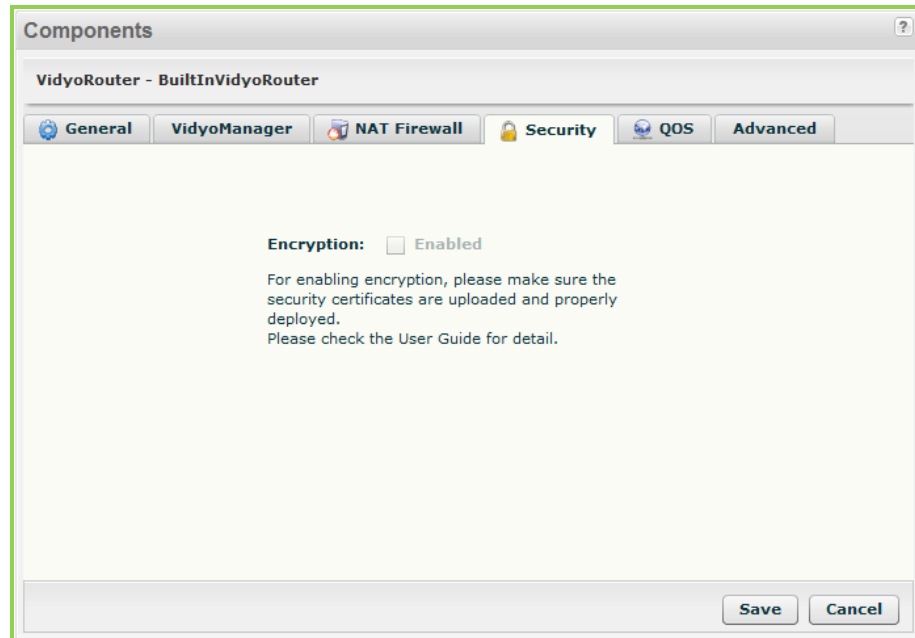 Components
?
VidyoRouter - BuiltInVidyoRouter
General VidyoManager NAT Firewall Security QOS Advanced
Encryption: Enabled
For enabling encryption, please make sure the
security certificates are uploaded and properly
deployed.
Please check the User Guide for detail.
Save Cancel